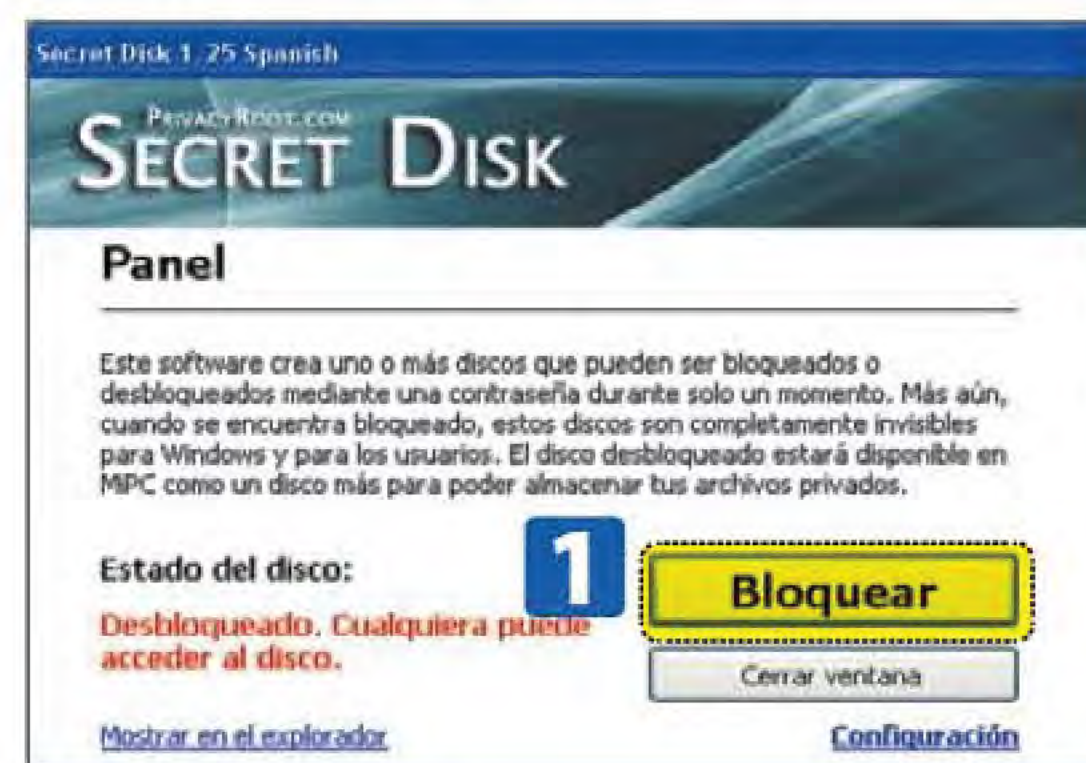 Secret Disk 1.25 Spanish
PRIVACYROOT.COM
SECRET DISK
Panel
Este software crea uno o más discos que pueden ser bloqueados o
desbloqueados mediante una contraseña durante solo un momento. Más aún,
cuando se encuentra bloqueado, estos discos son completamente invisibles
para Windows y para los usuarios. El disco desbloqueado estará disponible en
MiPC como un disco más para poder almacenar tus archivos privados.
Estado del disco:
Desbloqueado. Cualquiera puede
acceder al disco.
1
Bloquear
Cerrar ventana
Mostrar en el explorador
Configuración